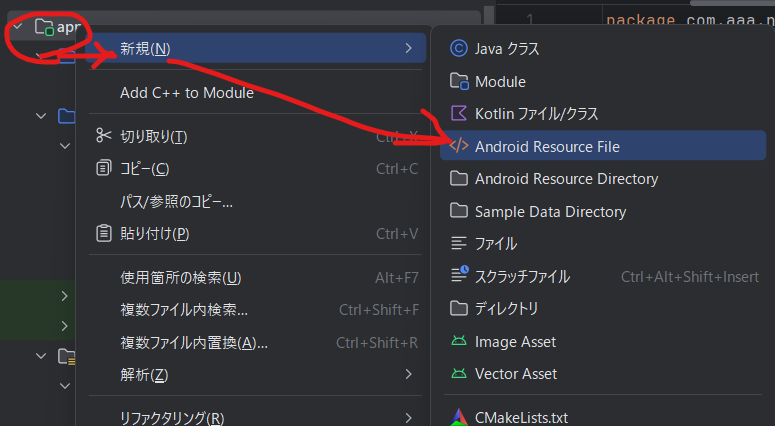 app
1 package com.aaa.n
新規(N)
Add C++ to Module
切り取り(T) Ctrl+X
コピー(C) Ctrl+C
パス/参照のコピー...
貼り付け(P) Ctrl+V
使用箇所の検索(U) Alt+F7
複数ファイル内検索... Ctrl+Shift+F
複数ファイル内置換(A)... Ctrl+Shift+R
解析(Z)
リファクタリング(R)
Java クラス
Module
Kotlin ファイル/クラス
Android Resource File
Android Resource Directory
Sample Data Directory
ファイル
スクラッチファイル Ctrl+Alt+Shift+Insert
ディレクトリ
Image Asset
Vector Asset
CMakeLists.txt